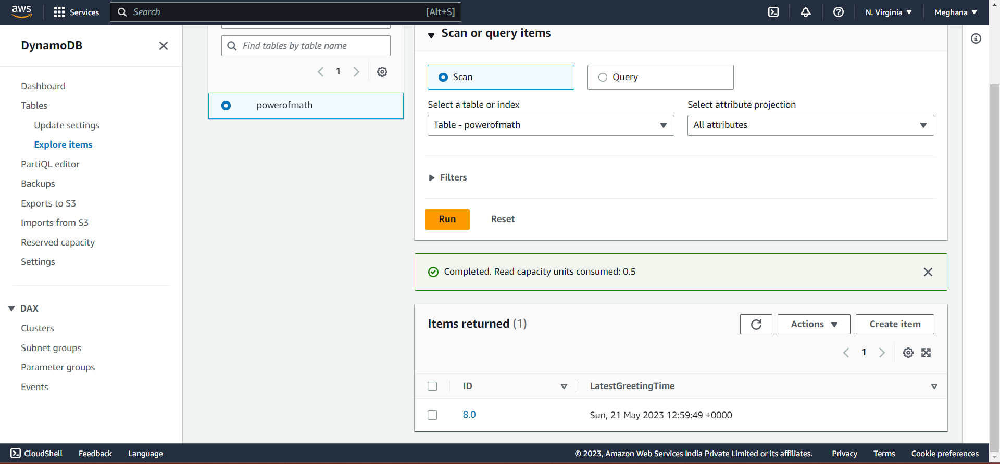 aws
Services
Search
[Alt+S]
N. Virginia
Meghana
DynamoDB
Dashboard
Tables
Update settings
Explore items
PartiQL editor
Backups
Exports to S3
Imports from S3
Reserved capacity
Settings
DAX
Clusters
Subnet groups
Parameter groups
Events
Find tables by table name
1
powerofmath
Scan or query items
Scan
Query
Select a table or index
Select attribute projection
Table - powerofmath
All attributes
Filters
Run
Reset
Completed. Read capacity units consumed: 0.5
Items returned (1)
Actions
Create item
1
ID
LatestGreetingTime
8.0
Sun, 21 May 2023 12:59:49 +0000
CloudShell
Feedback
Language
© 2023, Amazon Web Services India Private Limited or its affiliates.
Privacy
Terms
Cookie preferences